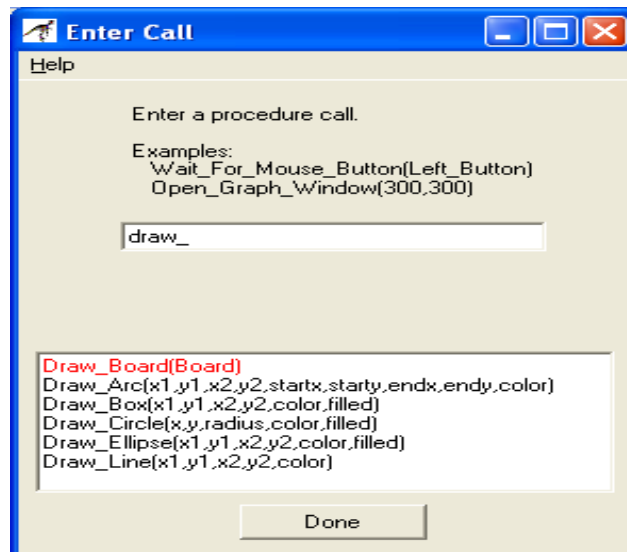 Enter Call
Help
Enter a procedure call.
Examples:
Wait_For_Mouse_Button(Left_Button)
Open_Graph_Window(300,300)
draw_
Draw_Board(Board)
Draw_Arc(x1,y1,x2,y2,startx,starty,endx,endy,color)
Draw_Box(x1,y1,x2,y2,color,filled)
Draw_Circle(x,y,radius,color,filled)
Draw_Ellipse(x1,y1,x2,y2,color,filled)
Draw_Line(x1,y1,x2,y2,color)
Done